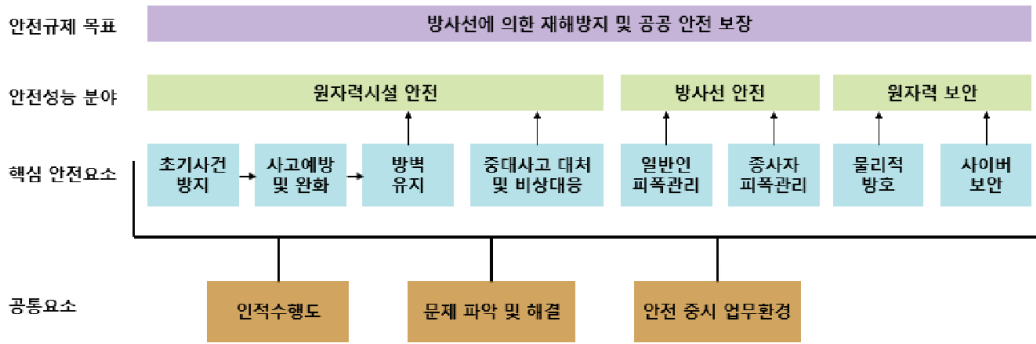 안전규제 목표
방사선에 의한 재해방지 및 공공 안전 보장
안전성능 분야
원자력시설 안전
방사선 안전
원자력 보안
핵심 안전요소
초기사건
방지
사고예방
및 완화
방벽
유지
중대사고 대처
및 비상대응
일반인
피폭관리
종사자
피폭관리
물리적
방호
사이버
보안
공통요소
인적수행도
문제 파악 및 해결
안전 중시 업무환경